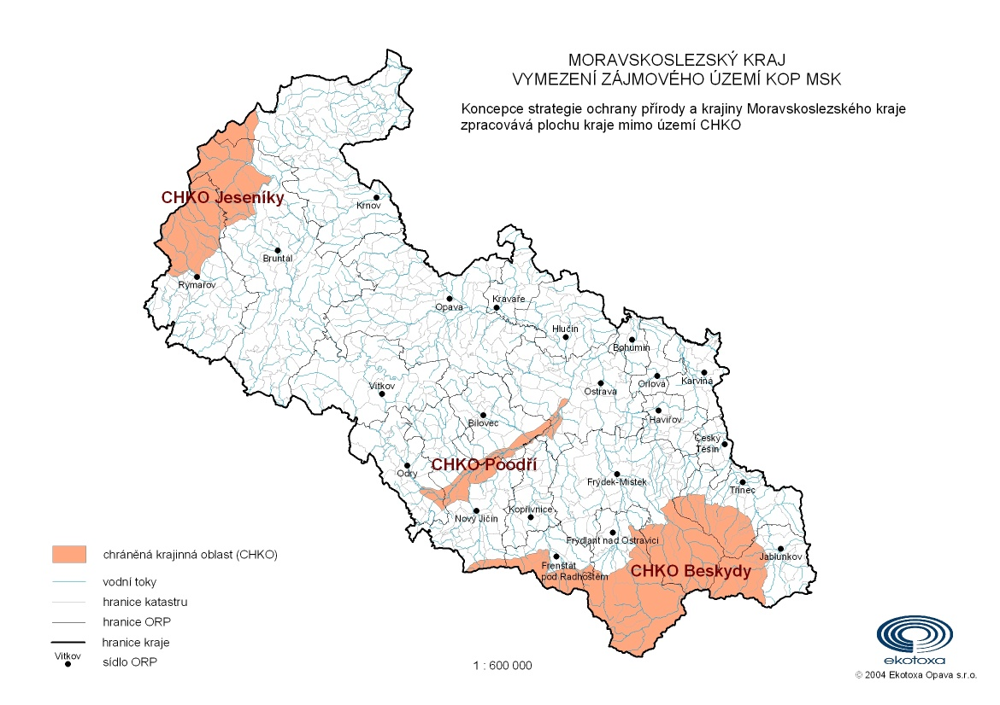 MORAVSKOSLEZSKÝ KRAJ
VYMEZENÍ ZÁJMOVÉHO ÚZEMÍ KOP MSK
Koncepce strategie ochrany přírody a krajiny Moravskoslezského kraje
zpracovává plochu kraje mimo území CHKO
CHKO Jeseníky
Krnov
Bruntál
Rýmařov
Opava
Kravaře
Hlučín
Bohumín
Ostrava
Orlová
Karviná
Vítkov
Bílovec
Havířov
Český
Těšín
CHKO Poodří
Odry
Frýdek-Místek
Třinec
Nový Jičín
Kopřivnice
Frýdlant nad Ostravicí
Jablunkov
Frenštát
pod Radhoštěm
CHKO Beskydy
chráněná krajinná oblast (CHKO)
vodní toky
hranice katastru
hranice ORP
hranice kraje
Vítkov
sídlo ORP
1 : 600 000
ekotoxa
© 2004 Ekotoxa Opava s.r.o.